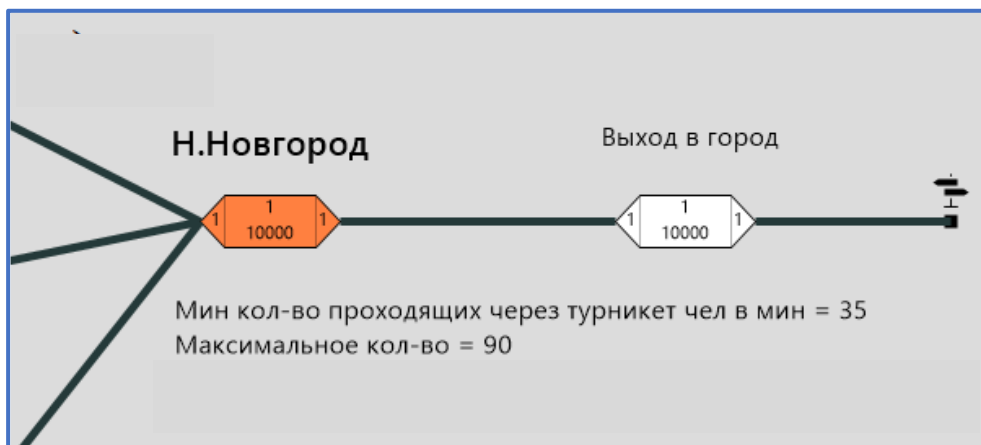 Н.Новгород
Выход в город
1 1 1
10000
1 1 1
10000
Мин кол-во проходящих через турникет чел в мин = 35
Максимальное кол-во = 90